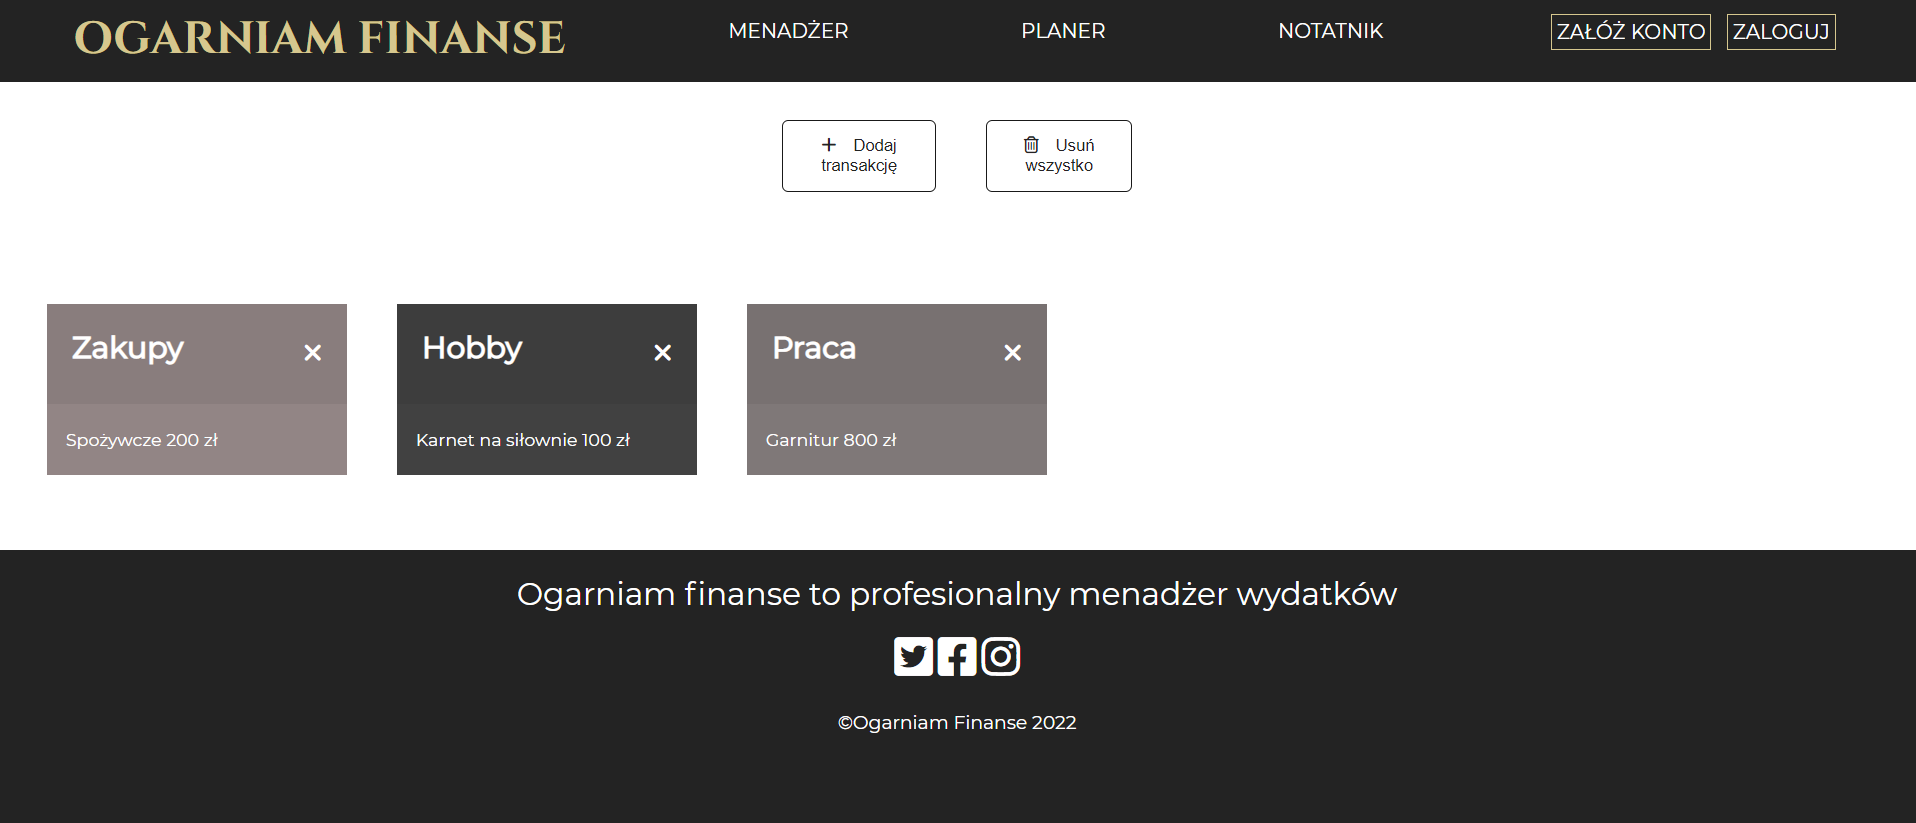 OGARNIAM FINANSE
MENADŻER
PLANER
NOTATNIK
ZAŁÓŻ KONTO
ZALOGUJ
Dodaj
transakcję
Usuń
wszystko
Zakupy
Spożywcze 200 zł
Hobby
Karnet na siłownie 100 zł
Praca
Garnitur 800 zł
Ogarniam finanse to profesionalny menadżer wydatków
©Ogarniam Finanse 2022